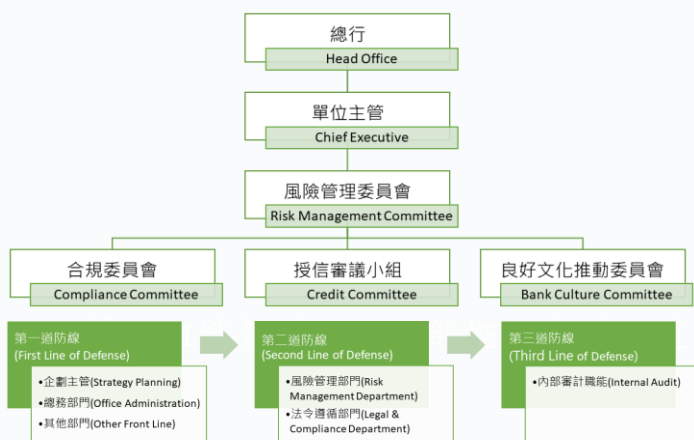 總行
Head Office
單位主管
Chief Executive
風險管理委員會
Risk Management Committee
合規委員會
Compliance Committee
授信審議小組
Credit Committee
良好文化推動委員會
Bank Culture Committee
第一道防線
(First Line of Defense)
•企劃主管(Strategy Planning)
•總務部門(Office Administration)
•其他部門(Other Front Line)
第二道防線
(Second Line of Defense)
•風險管理部門(Risk
Management Department)
•法令遵循部門(Legal &
Compliance Department)
第三道防線
(Third Line of Defense)
•內部審計職能(Internal Audit)